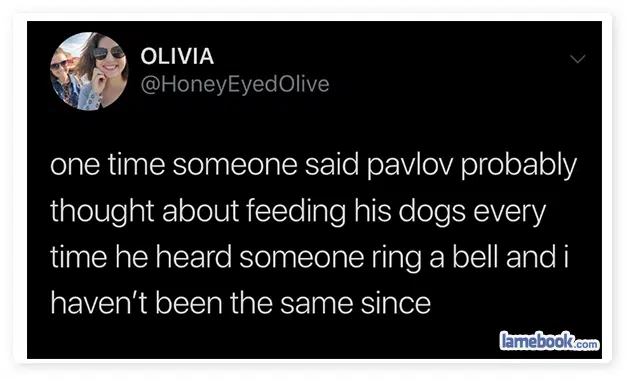 OLIVIA
@HoneyEyedOlive
one time someone said pavlov probably
thought about feeding his dogs every
time he heard someone ring a bell and i
haven’t been the same since
lamebook.com